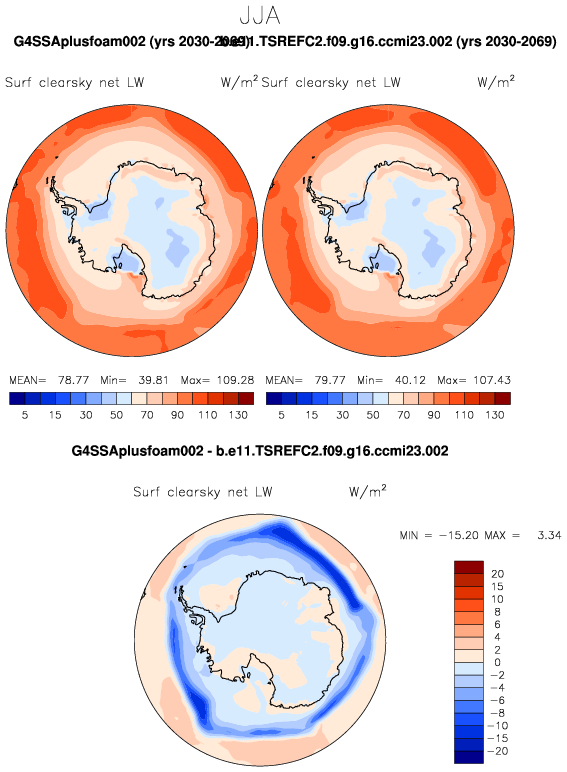 JJA
G4SSAplusfoam002 (yrs 2030-2069) b.e11.TSREFC2.f09.g16.ccmi23.002 (yrs 2030-2069)
Surf clearsky net LW W/m² Surf clearsky net LW W/m²
MEAN= 78.77 Min= 39.81 Max= 109.28 MEAN= 79.77 Min= 40.12 Max= 107.43
5 15 30 50 70 90 110 130 5 15 30 50 70 90 110 130
G4SSAplusfoam002 - b.e11.TSREFC2.f09.g16.ccmi23.002
Surf clearsky net LW W/m²
MIN = -15.20 MAX = 3.34
20
15
10
8
6
4
2
0
-2
-4
-6
-8
-10
-15
-20